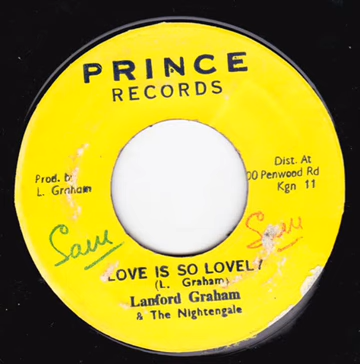 PRINCE
RECORDS
Prod. b
L. Graham
Dist. At
00 Penwood Rd
Kgn 11
Sam
Sam
LOVE IS SO LOVELY
(L. Graham)
Lanford Graham
& The Nightengale